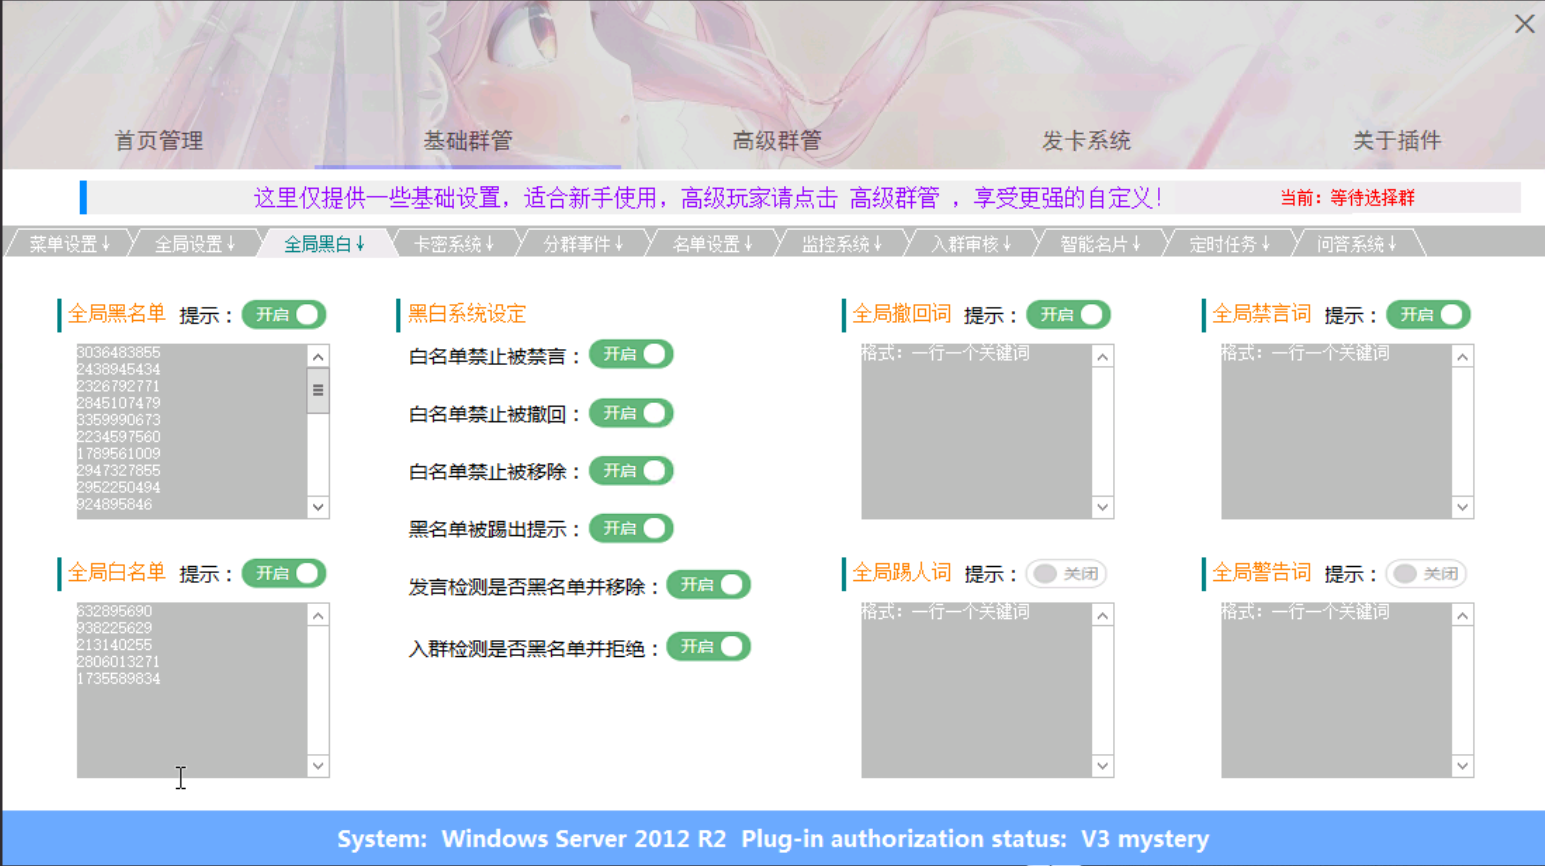 首页管理
基础群管
高级群管
发卡系统
关于插件
这里仅提供一些基础设置，适合新手使用，高级玩家请点击 高级群管 ，享受更强的自定义！
当前：等待选择群
菜单设置↓
全局设置↓
全局黑白↓
卡密系统↓
分群事件↓
名单设置↓
监控系统↓
入群审核↓
智能名片↓
定时任务↓
问答系统↓
全局黑名单 提示： 开启
3036483855
2438945434
2326792771
2845107479
3359990673
2234597560
1789561009
2947327855
2952250494
924895846
黑白系统设定
白名单禁止被禁言： 开启
白名单禁止被撤回： 开启
白名单禁止被移除： 开启
黑名单被踢出提示： 开启
发言检测是否黑名单并移除： 开启
入群检测是否黑名单并拒绝： 开启
全局撤回词 提示： 开启
格式：一行一个关键词
全局禁言词 提示： 开启
格式：一行一个关键词
全局白名单 提示： 开启
632895690
938225629
213140255
2806013271
1735589834
全局踢人词 提示： 关闭
格式：一行一个关键词
全局警告词 提示： 关闭
格式：一行一个关键词
System: Windows Server 2012 R2 Plug-in authorization status: V3 mystery